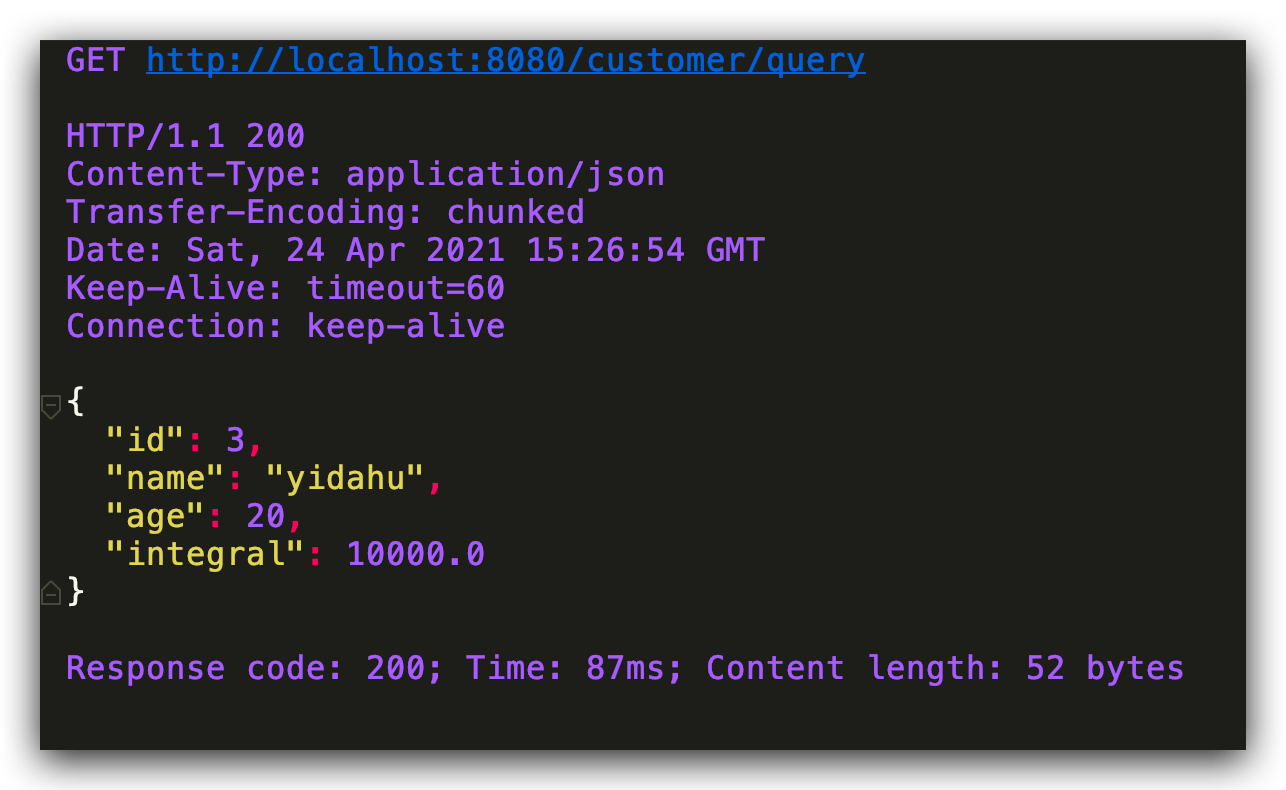 GET http://localhost:8080/customer/query
HTTP/1.1 200
Content-Type: application/json
Transfer-Encoding: chunked
Date: Sat, 24 Apr 2021 15:26:54 GMT
Keep-Alive: timeout=60
Connection: keep-alive
{
"id": 3,
"name": "yidahu",
"age": 20,
"integral": 10000.0
}
Response code: 200; Time: 87ms; Content length: 52 bytes